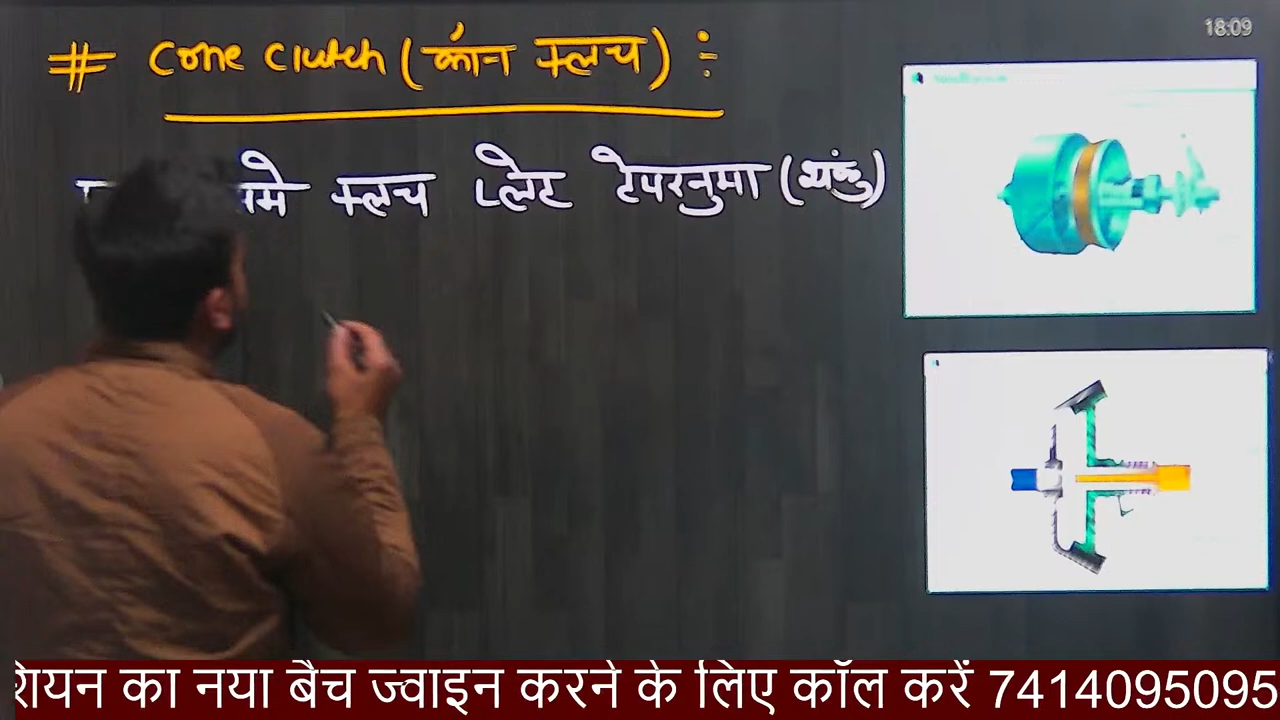 # Cone Clutch (कॉन क्लच) :
18:09
मे क्लच प्लेट टेपरनुमा (शंकु)
शियन का नया बैच ज्वाइन करने के लिए कॉल करें 7414095095